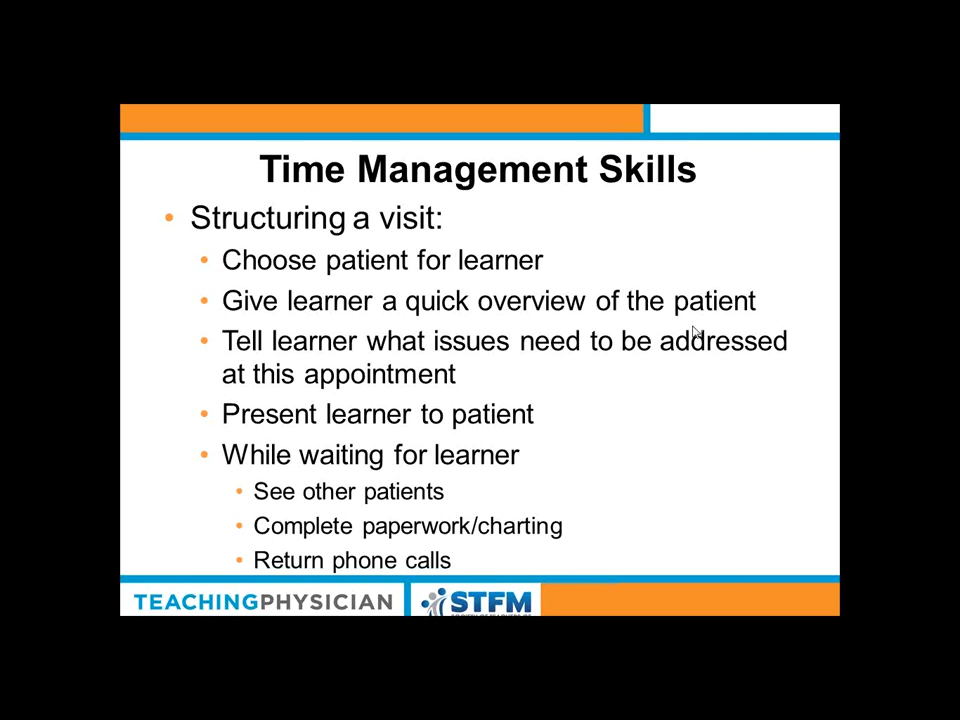 Time Management Skills
• Structuring a visit:
• Choose patient for learner
• Give learner a quick overview of the patient
• Tell learner what issues need to be addressed
at this appointment
• Present learner to patient
• While waiting for learner
• See other patients
• Complete paperwork/charting
• Return phone calls
TEACHINGPHYSICIAN
STFM